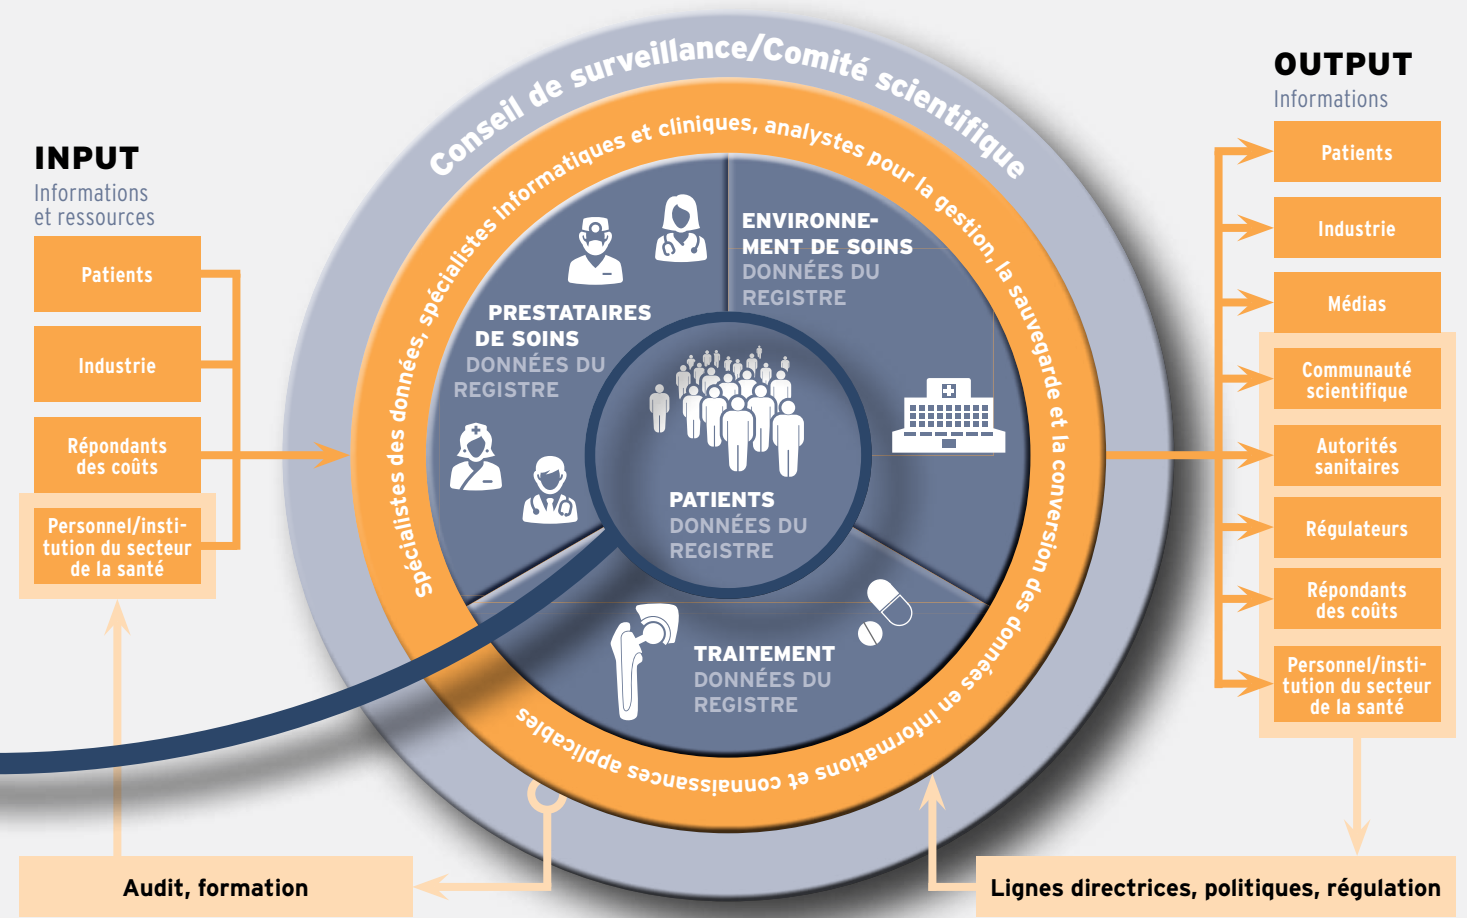 Conseil de surveillance/Comité scientifique
Spécialistes des données, spécialistes informatiques et cliniques, analystes pour la gestion, la sauvegarde et la conversion des données en informations et connaissances applicables
INPUT
Informations
et ressources
Patients
Industrie
Répondants
des coûts
Personnel/insti-
tution du secteur
de la santé
PRESTATAIRES
DE SOINS
DONNÉES DU
REGISTRE
ENVIRONNE-
MENT DE SOINS
DONNÉES DU
REGISTRE
PATIENTS
DONNÉES DU
REGISTRE
TRAITEMENT
DONNÉES DU
REGISTRE
OUTPUT
Informations
Patients
Industrie
Médias
Communauté
scientifique
Autorités
sanitaires
Régulateurs
Répondants
des coûts
Personnel/insti-
tution du secteur
de la santé
Audit, formation
Lignes directrices, politiques, régulation